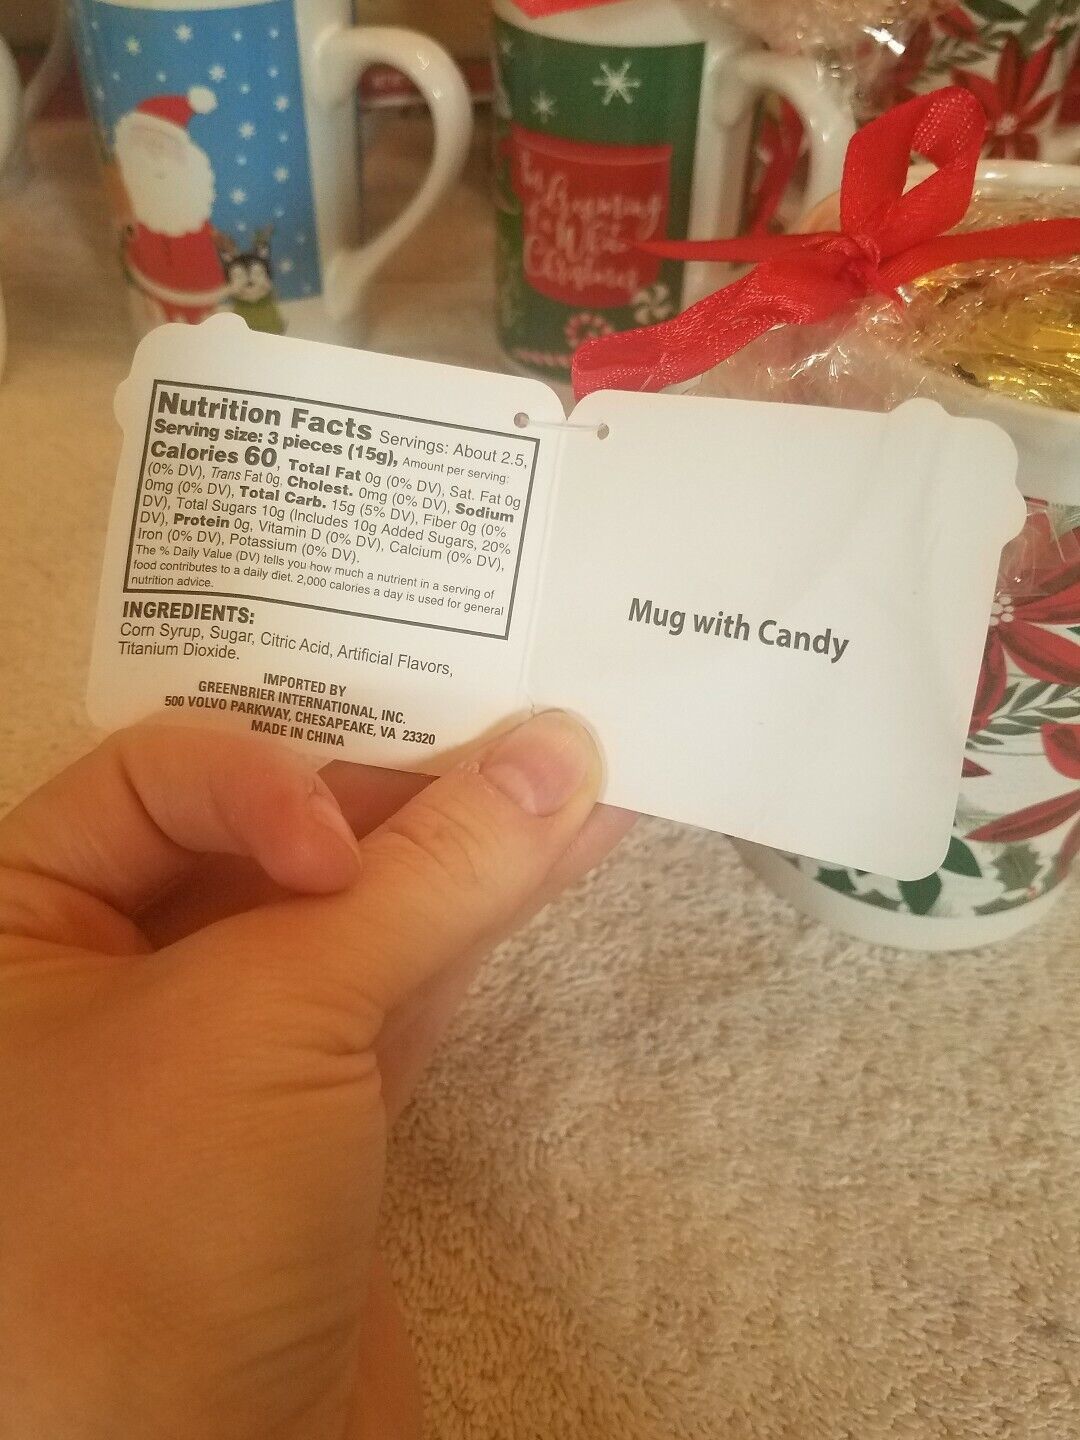 I'm Dreaming
of a White
Christmas
Nutrition Facts Servings: About 2.5,
Serving size: 3 pieces (15g), Amount per serving:
Calories 60, Total Fat 0g (0% DV), Sat. Fat 0g
(0% DV), Trans Fat 0g, Cholest. 0mg (0% DV), Sodium
0mg (0% DV), Total Carb. 15g (5% DV), Fiber 0g (0%
DV), Total Sugars 10g (Includes 10g Added Sugars, 20%
DV), Protein 0g, Vitamin D (0% DV), Calcium (0% DV),
Iron (0% DV), Potassium (0% DV).
The % Daily Value (DV) tells you how much a nutrient in a serving of
food contributes to a daily diet. 2,000 calories a day is used for general
nutrition advice.
INGREDIENTS:
Corn Syrup, Sugar, Citric Acid, Artificial Flavors,
Titanium Dioxide.
IMPORTED BY
GREENBRIER INTERNATIONAL, INC.
500 VOLVO PARKWAY, CHESAPEAKE, VA 23320
MADE IN CHINA
Mug with Candy